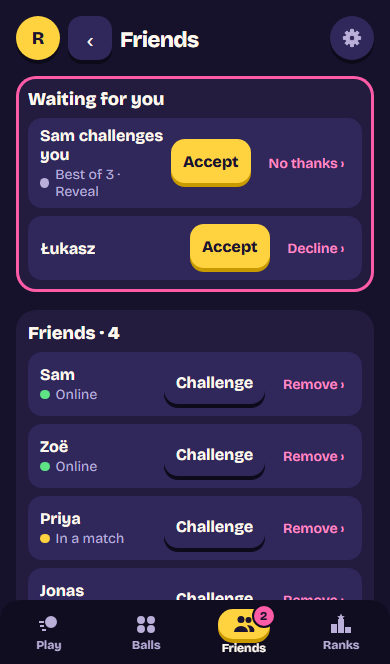 R ‹ Friends
Waiting for you
Sam challenges
you
Best of 3 ·
Reveal
Accept
No thanks ›
Łukasz
Accept
Decline ›
Friends · 4
Sam
Online
Challenge
Remove ›
Zoë
Online
Challenge
Remove ›
Priya
In a match
Challenge
Remove ›
Jonas
Challenge
Remove ›
2
Play
Balls
Friends
Ranks